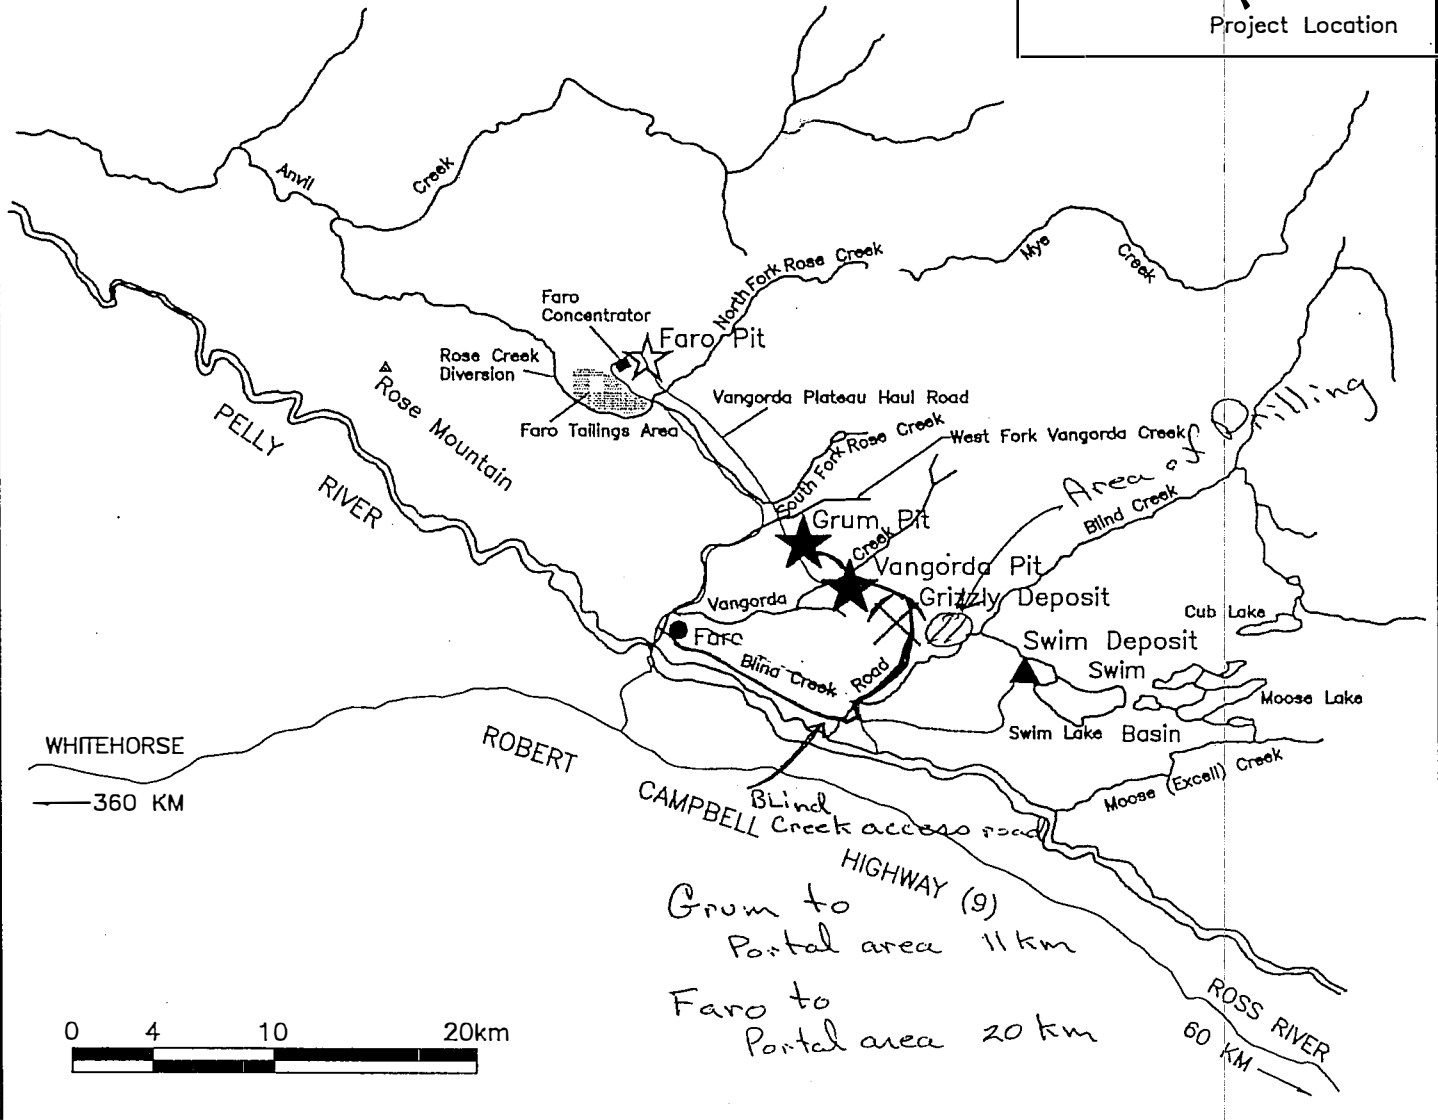 Project Location
Anvil
Creek
Mye
Creek
North Fork Rose Creek
Faro
Concentrator
Faro Pit
Rose Creek
Diversion
Rose Mountain
Vangorda Plateau Haul Road
Faro Tailings Area
South Fork Rose Creek
West Fork Vangorda Creek
PELLY
RIVER
Area of
Blind Creek
Grum Pit
Creek
Vangorda Pit
Vangorda
Grizzly Deposit
Cub Lake
Faro
Swim Deposit
Blind Creek Road
Swim
Moose Lake
Swim Lake Basin
WHITEHORSE
360 KM
ROBERT
CAMPBELL
HIGHWAY (9)
Moose (Excell) Creek
BLind
Creek access road
Grum to
Portal area 11 km
Faro to
Portal area 20 km
ROSS RIVER
60 KM
0 4 10 20km